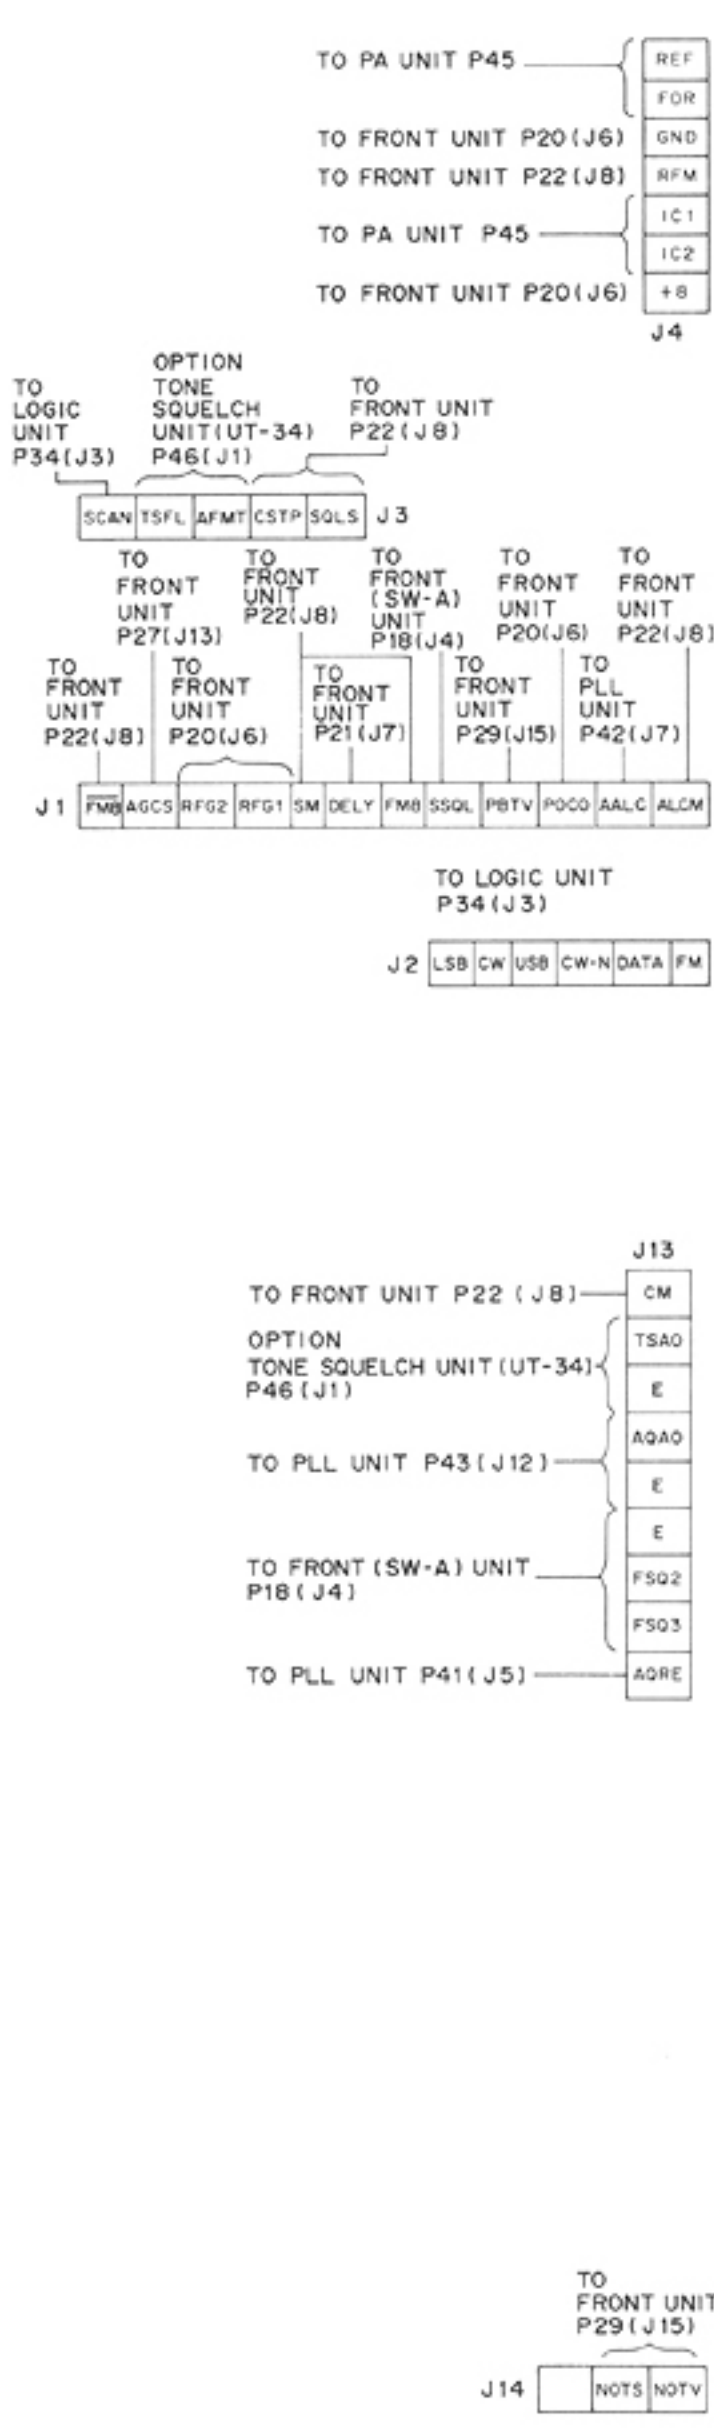 TO PA UNIT P45
REF
FOR
TO FRONT UNIT P20(J6)
GND
TO FRONT UNIT P22(J8)
RFM
TO PA UNIT P45
IC1
IC2
TO FRONT UNIT P20(J6)
+8
J4
TO
LOGIC
UNIT
P34(J3)
OPTION
TONE
SQUELCH
UNIT(UT-34)
P46(J1)
TO
FRONT UNIT
P22(J8)
SCAN TSFL AFMT CSTP SQLS J3
TO
FRONT
UNIT
P27(J13)
TO
FRONT
UNIT
P22(J8)
TO
FRONT
(SW-A)
UNIT
P18(J4)
TO
FRONT
UNIT
P20(J6)
TO
FRONT
UNIT
P22(J8)
TO
FRONT
UNIT
P22(J8)
TO
FRONT
UNIT
P20(J6)
TO
FRONT
UNIT
P21(J7)
TO
FRONT
UNIT
P29(J15)
TO
PLL
UNIT
P42(J7)
J1 FM8 AGCS RFG2 RFG1 SM DELY FM8 SSQL PBTV POCO AALC ALCM
TO LOGIC UNIT
P34(J3)
J2 LSB CW USB CW-N DATA FM
J13
TO FRONT UNIT P22 (J8)
CM
OPTION
TONE SQUELCH UNIT(UT-34)
P46(J1)
TSAO
E
TO PLL UNIT P43(J12)
AQAO
E
E
TO FRONT (SW-A) UNIT
P18(J4)
FSQ2
FSQ3
TO PLL UNIT P41(J5)
AQRE
TO
FRONT UNIT
P29(J15)
J14 NOTS NOTV